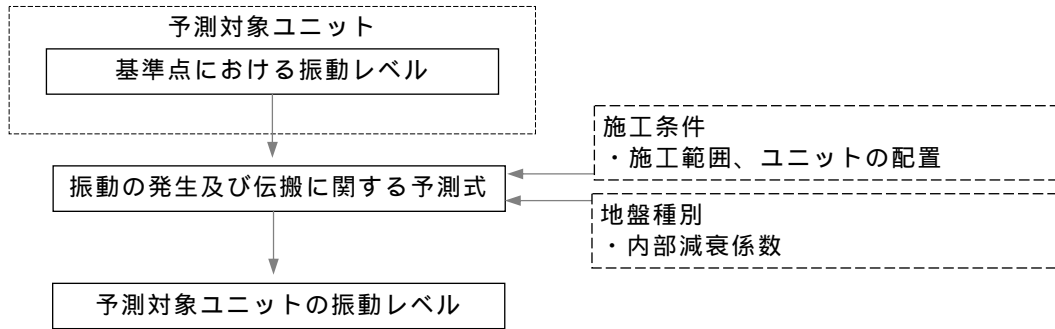 予測対象ユニット
基準点における振動レベル
施工条件
・施工範囲、ユニットの配置
振動の発生及び伝搬に関する予測式
地盤種別
・内部減衰係数
予測対象ユニットの振動レベル